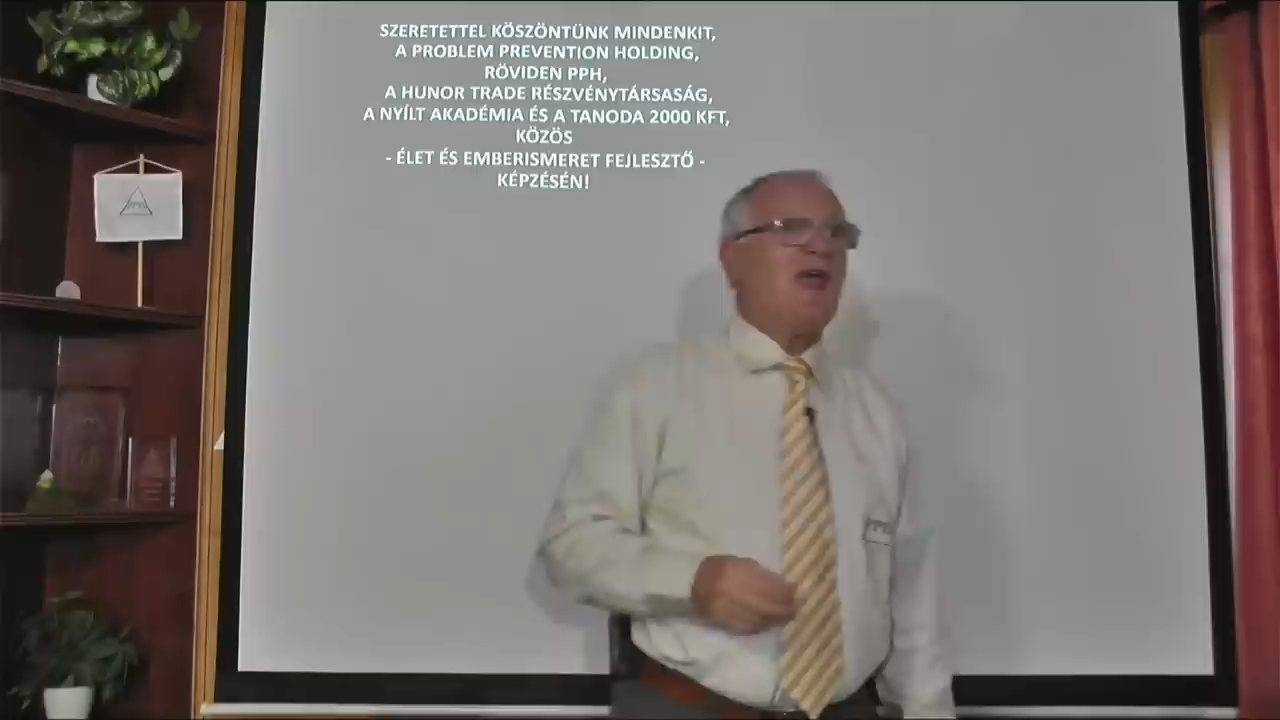 SZERETETTEL KÖSZÖNTÜNK MINDENKIT,
A PROBLEM PREVENTION HOLDING,
RÖVIDEN PPH,
A HUNOR TRADE RÉSZVÉNYTÁRSASÁG,
A NYÍLT AKADÉMIA ÉS A TANODA 2000 KFT,
KÖZÖS
- ÉLET ÉS EMBERISMERET FEJLESZTŐ -
KÉPZÉSÉN!